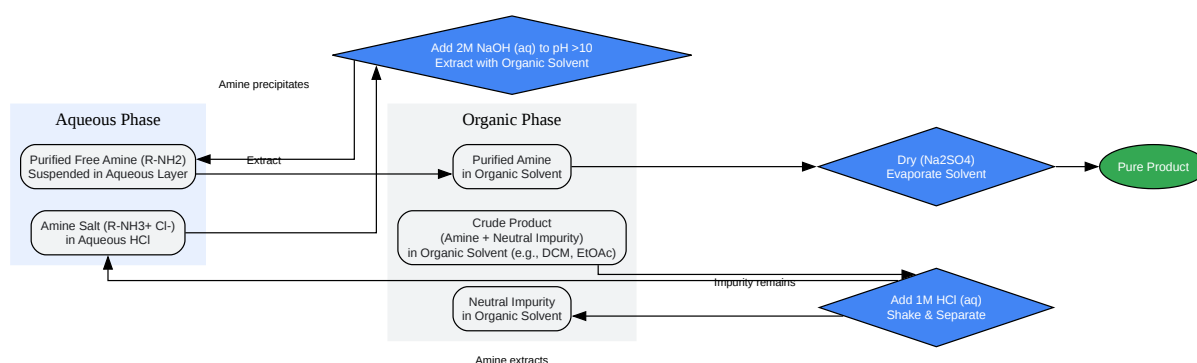 Add 2M NaOH (aq) to pH >10
Extract with Organic Solvent
Amine precipitates
Aqueous Phase
Organic Phase
Purified Free Amine (R-NH2)
Suspended in Aqueous Layer
Extract
Purified Amine
in Organic Solvent
Dry (Na2SO4)
Evaporate Solvent
Pure Product
Amine Salt (R-NH3+ Cl-)
in Aqueous HCl
Crude Product
(Amine + Neutral Impurity)
in Organic Solvent (e.g., DCM, EtOAc)
Impurity remains
Neutral Impurity
in Organic Solvent
Add 1M HCl (aq)
Shake & Separate
Amine extracts